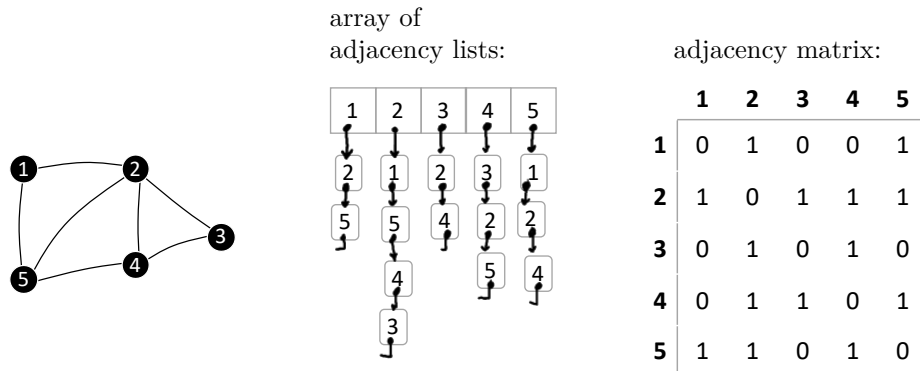 array of
adjacency lists:
adjacency matrix:
1 2
5 4 3
1 2 3 4 5
2 1 2 3 1
5 5 4 2 2
4 5 4
3
1 2 3 4 5
1 0 1 0 0 1
2 1 0 1 1 1
3 0 1 0 1 0
4 0 1 1 0 1
5 1 1 0 1 0